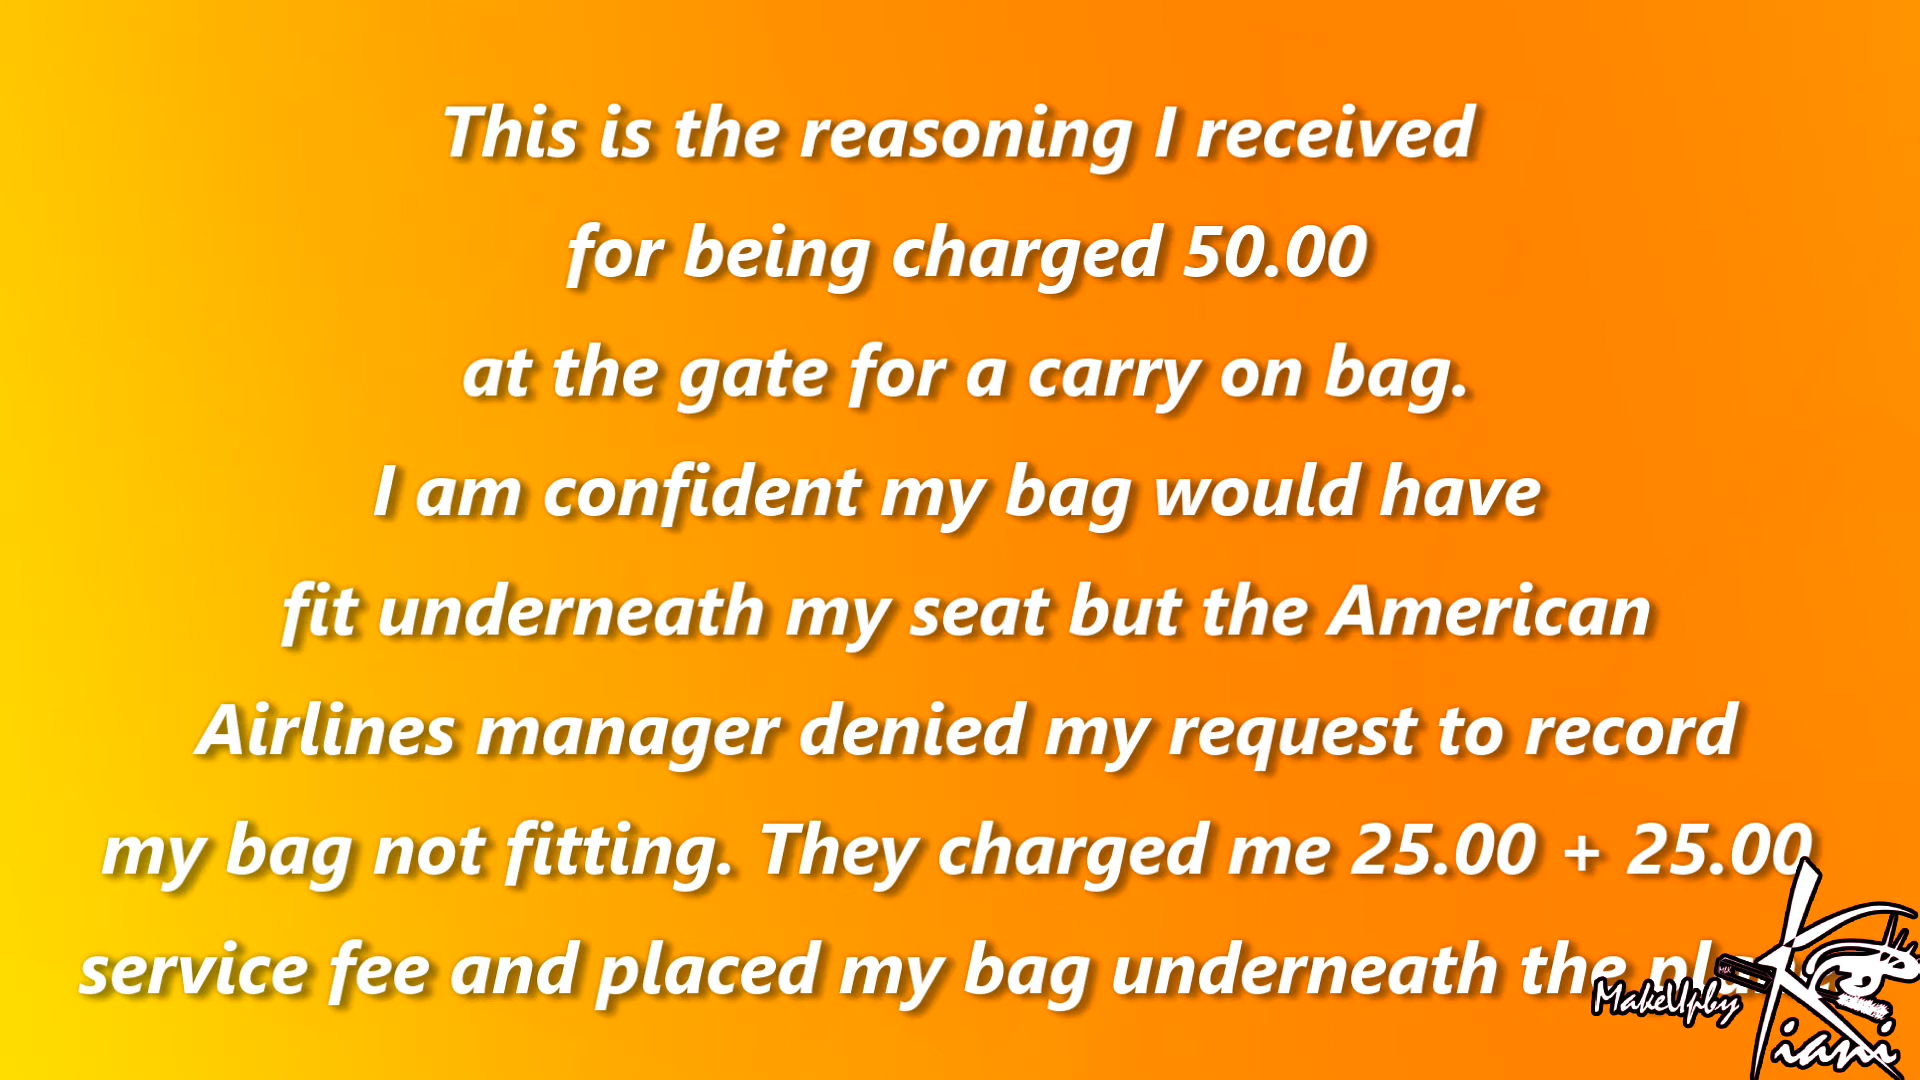 This is the reasoning I received
for being charged 50.00
at the gate for a carry on bag.
I am confident my bag would have
fit underneath my seat but the American
Airlines manager denied my request to record
my bag not fitting. They charged me 25.00 + 25.00
service fee and placed my bag underneath the
MakeUpby
Kiani